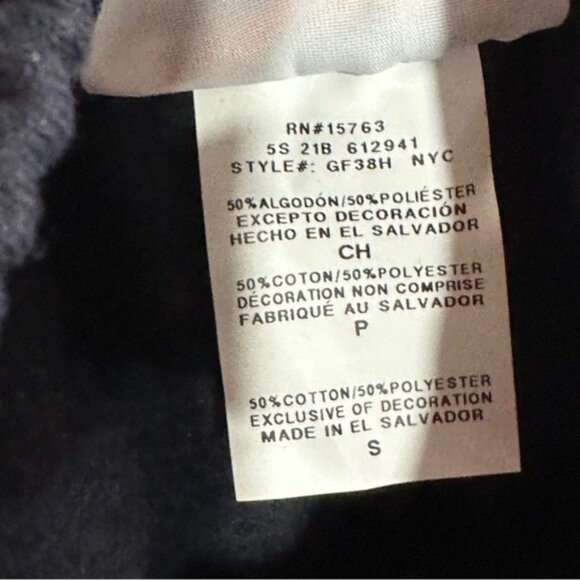 RN#15763
5S 21B 612941
STYLE#: GF38H NYC
50%ALGODÓN/50%POLIÉSTER
EXCEPTO DECORACIÓN
HECHO EN EL SALVADOR
CH
50%COTON/50%POLYESTER
DÉCORATION NON COMPRISE
FABRIQUÉ AU SALVADOR
P
50%COTTON/50%POLYESTER
EXCLUSIVE OF DECORATION
MADE IN EL SALVADOR
S